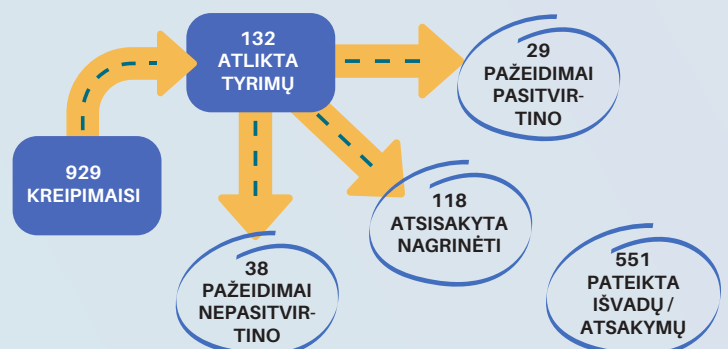 132
ATLIKTA
TYRIMŲ
29
PAŽEIDIMAI
PASITVIR-
TINO
929
KREIPIMAISI
118
ATSISAKYTA
NAGRINĖTI
38
PAŽEIDIMAI
NEPASITVIR-
TINO
551
PATEIKTA
IŠVADŲ /
ATSAKYMŲ